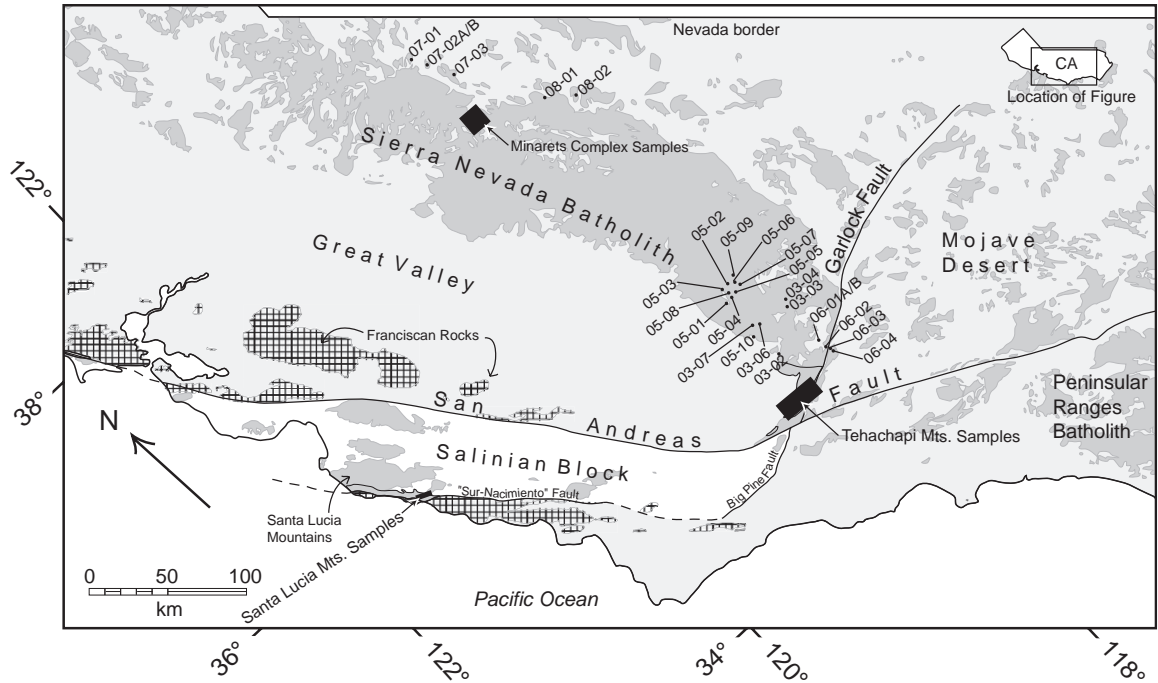 Nevada border
CA
Location of Figure
07-01
07-02A/B
07-03
08-01
08-02
Minarets Complex Samples
Sierra Nevada Batholith
Great Valley
Garlock Fault
Mojave
Desert
122°
05-02
05-09
05-06
05-07
05-05
03-04
03-03
06-01A/B
06-02
06-03
06-04
05-03
05-08
05-01
05-04
03-07
05-10
03-06
03-02
Franciscan Rocks
San Andreas Fault
38°
N
Peninsular
Ranges
Batholith
Tehachapi Mts. Samples
Salinian Block
Big Pine Fault
"Sur-Nacimiento" Fault
Santa Lucia
Mountains
Santa Lucia Mts. Samples
0 50 100
km
Pacific Ocean
36°
122°
34°
120°
118°